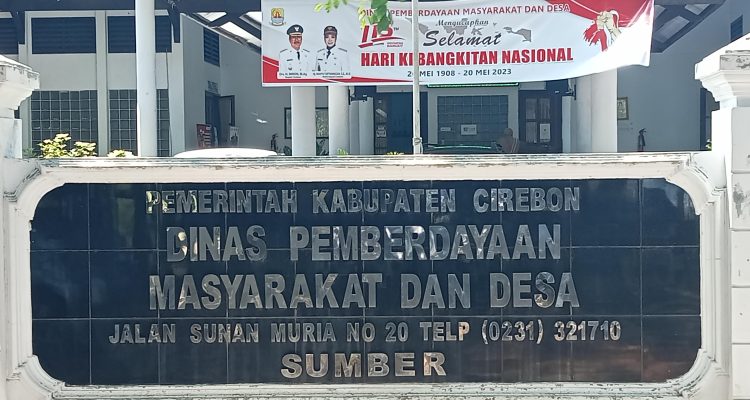 DINAS PEMBERDAYAAN MASYARAKAT DAN DESA
Mengucapkan
115
Selamat
HARI KEBANGKITAN NASIONAL
20 MEI 1908 - 20 MEI 2023
PEMERINTAH KABUPATEN CIREBON
DINAS PEMBERDAYAAN
MASYARAKAT DAN DESA
JALAN SUNAN MURIA NO 20 TELP (0231) 321710
SUMBER